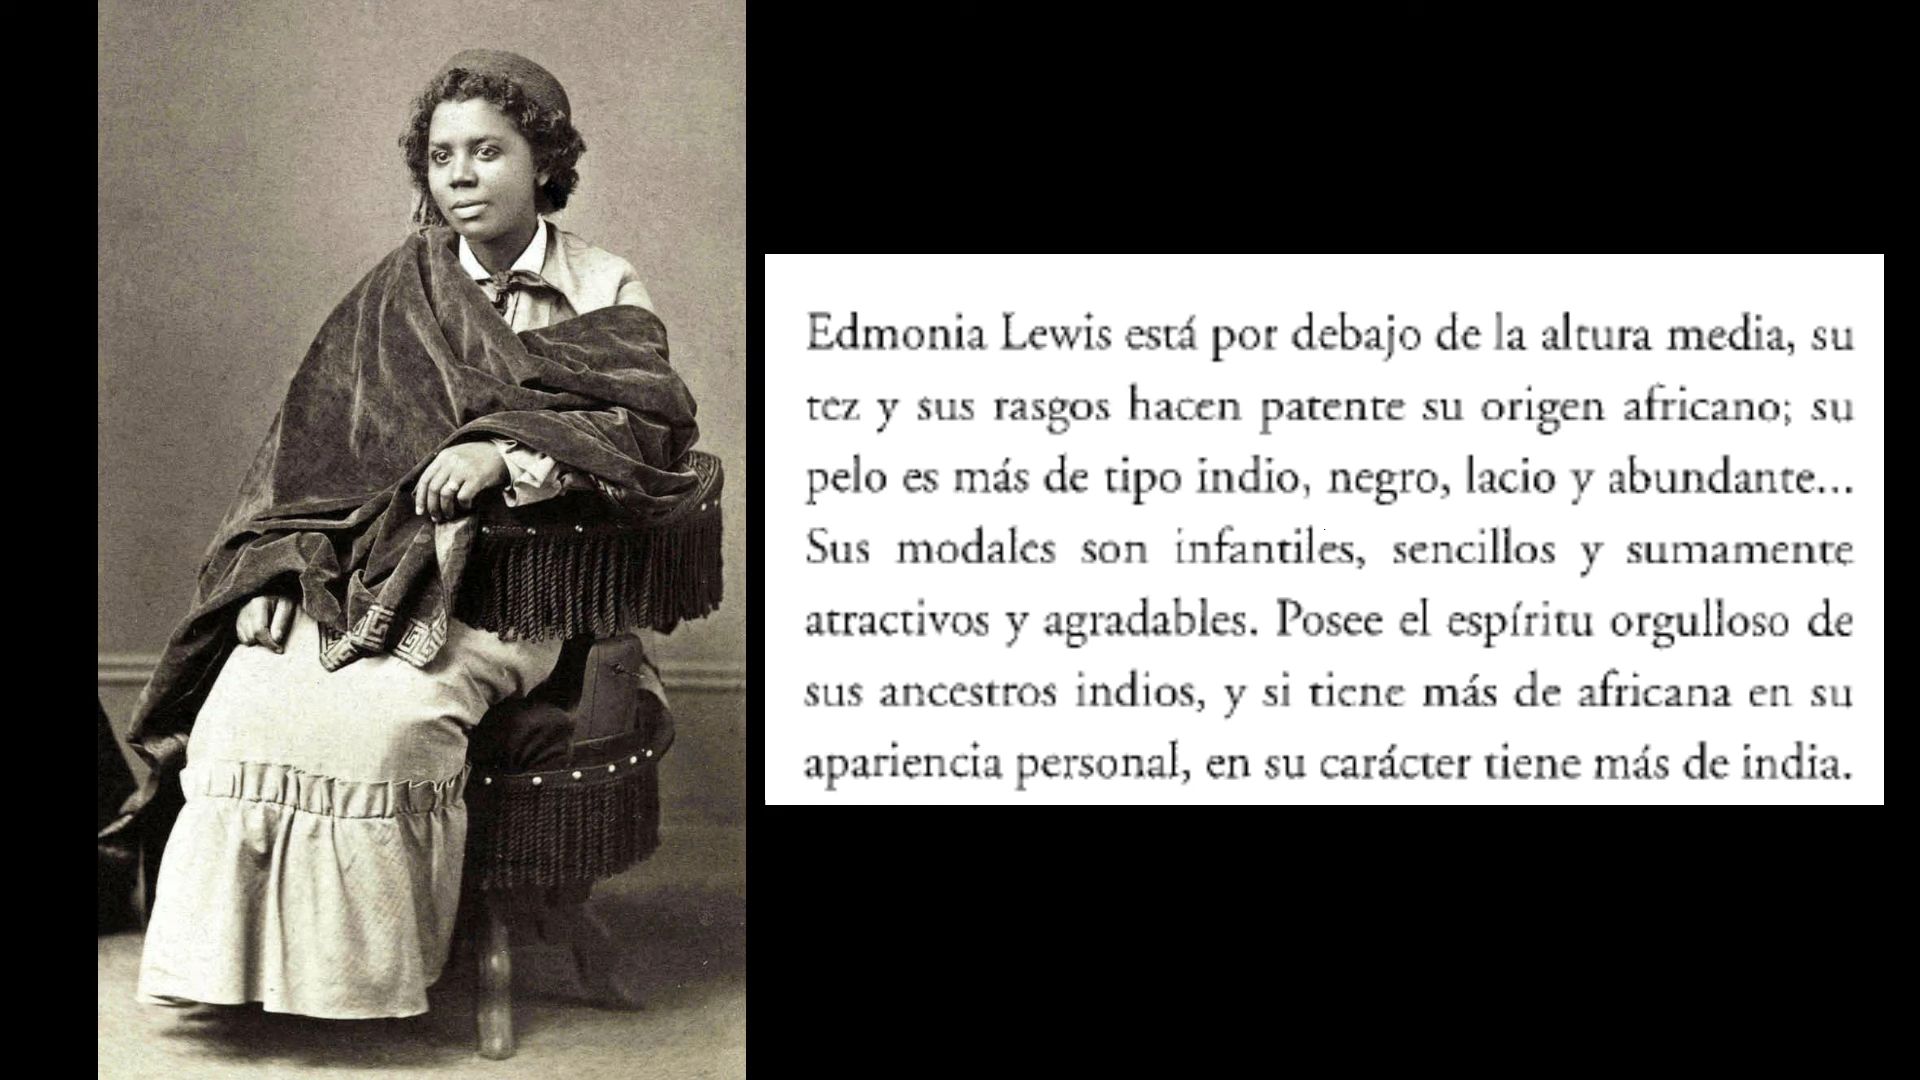 Edmonia Lewis está por debajo de la altura media, su
tez y sus rasgos hacen patente su origen africano; su
pelo es más de tipo indio, negro, lacio y abundante...
Sus modales son infantiles, sencillos y sumamente
atractivos y agradables. Posee el espíritu orgulloso de
sus ancestros indios, y si tiene más de africana en su
apariencia personal, en su carácter tiene más de india.